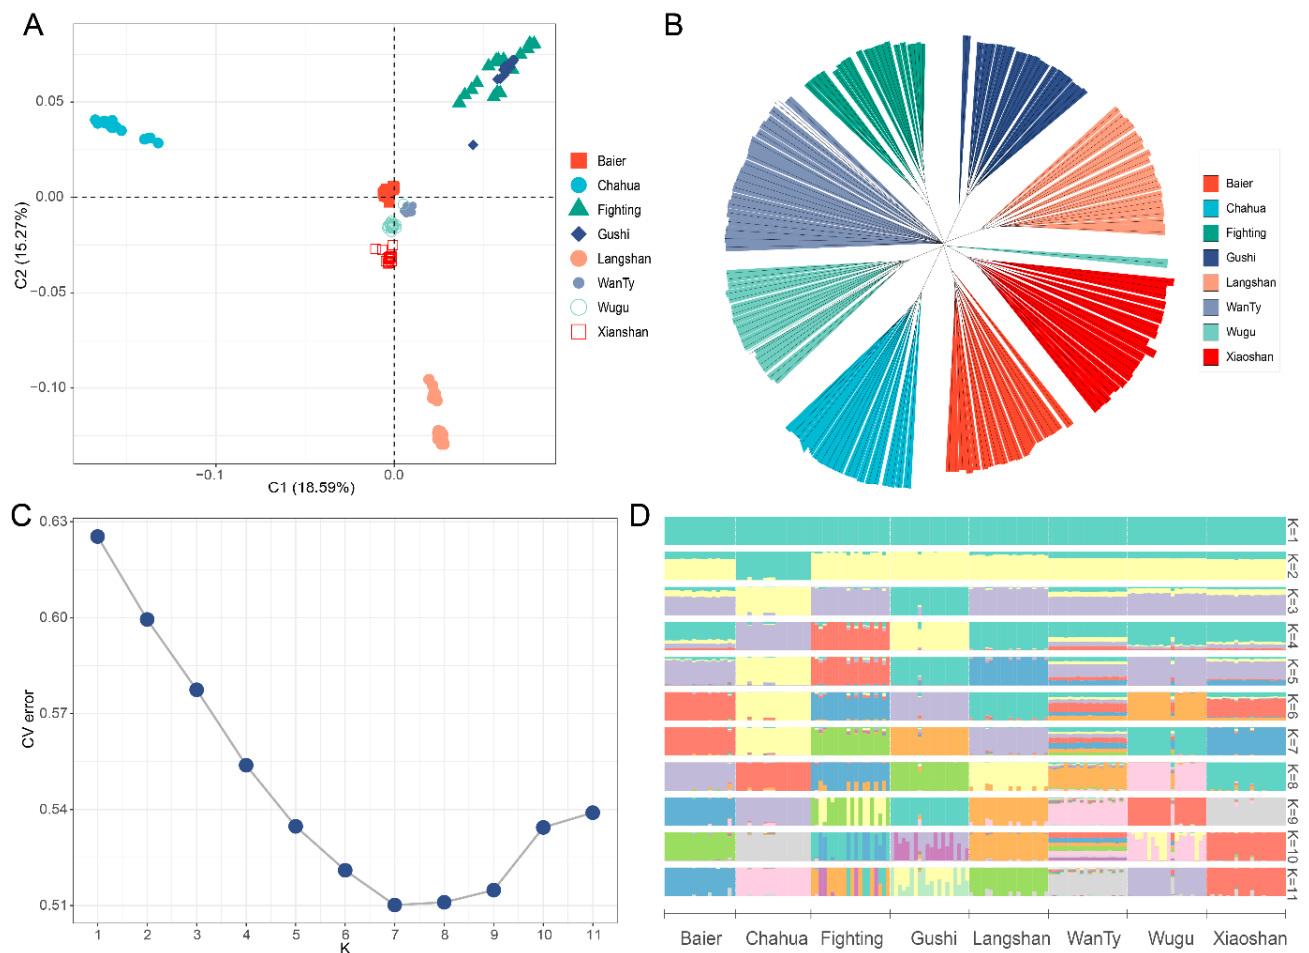 A
0.05
0.00
−0.05
−0.10
C2 (15.27%)
−0.1
0.0
C1 (18.59%)
Baier
Chahua
Fighting
Gushi
Langshan
WanTy
Wugu
Xianshan
B
Baier
Chahua
Fighting
Gushi
Langshan
WanTy
Wugu
Xiaoshan
C
0.63
0.60
0.57
0.54
0.51
CV error
1 2 3 4 5 6 7 8 9 10 11
K
D
K=1
K=2
K=3
K=4
K=5
K=6
K=7
K=8
K=9
K=10
K=11
Baier Chahua Fighting Gushi Langshan WanTy Wugu Xiaoshan